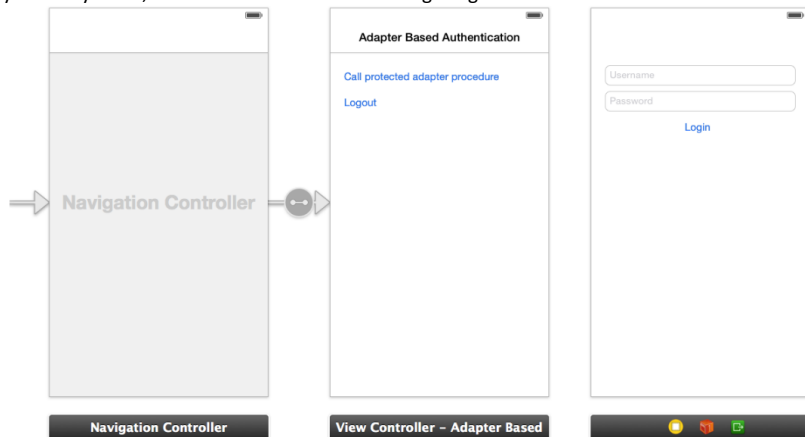 Navigation Controller
Navigation Controller
Adapter Based Authentication
Call protected adapter procedure
Logout
View Controller – Adapter Based
Username
Password
Login